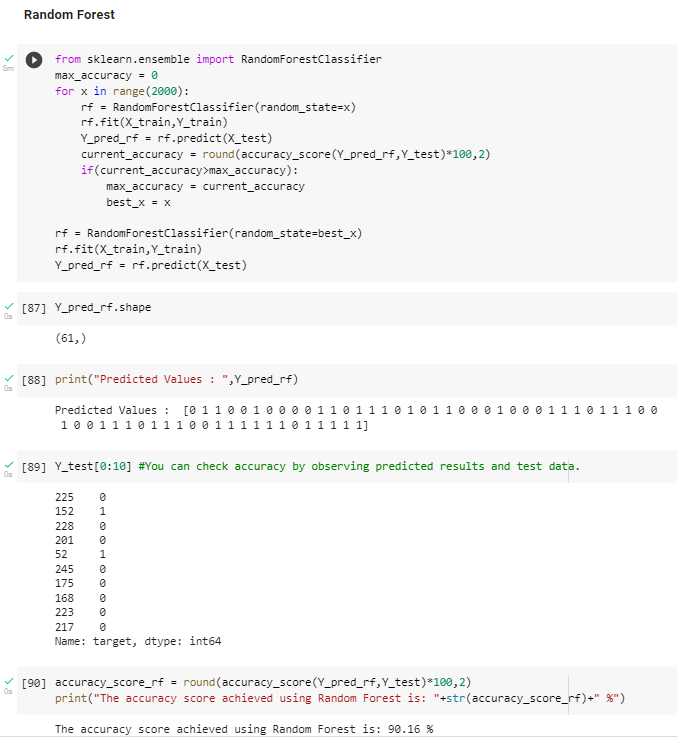 Random Forest
5m
from sklearn.ensemble import RandomForestClassifier
max_accuracy = 0
for x in range(2000):
    rf = RandomForestClassifier(random_state=x)
    rf.fit(X_train,Y_train)
    Y_pred_rf = rf.predict(X_test)
    current_accuracy = round(accuracy_score(Y_pred_rf,Y_test)*100,2)
    if(current_accuracy>max_accuracy):
        max_accuracy = current_accuracy
        best_x = x
rf = RandomForestClassifier(random_state=best_x)
rf.fit(X_train,Y_train)
Y_pred_rf = rf.predict(X_test)
[87] Y_pred_rf.shape
0s
(61,)
[88] print("Predicted Values : ",Y_pred_rf)
0s
Predicted Values :  [0 1 1 0 0 1 0 0 0 0 1 1 0 1 1 1 0 1 0 1 1 0 0 0 1 0 0 0 1 1 1 0 1 1 1 0 0
 1 0 0 1 1 1 0 1 1 1 0 0 1 1 1 1 1 1 0 1 1 1 1 1]
[89] Y_test[0:10] #You can check accuracy by observing predicted results and test data.
0s
225    0
152    1
228    0
201    0
52     1
245    0
175    0
168    0
223    0
217    0
Name: target, dtype: int64
[90] accuracy_score_rf = round(accuracy_score(Y_pred_rf,Y_test)*100,2)
0s
print("The accuracy score achieved using Random Forest is: "+str(accuracy_score_rf)+" %")
The accuracy score achieved using Random Forest is: 90.16 %